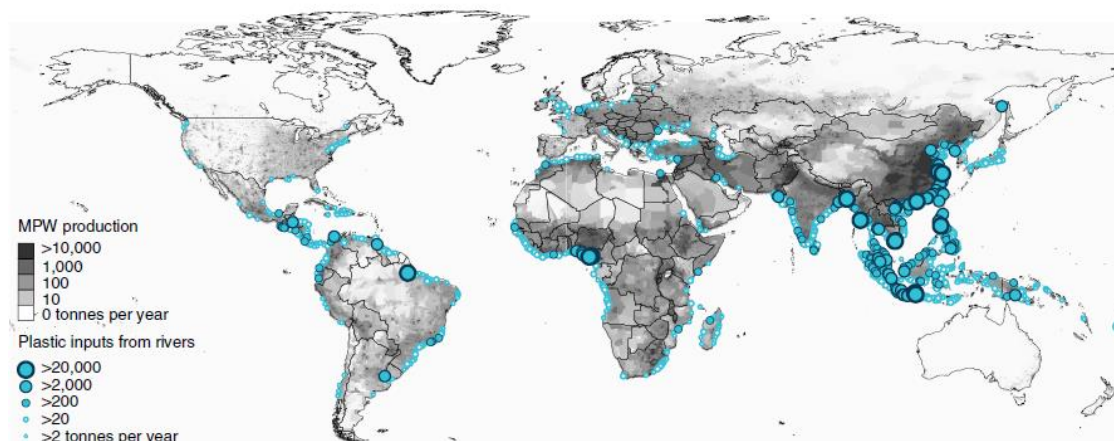 MPW production
>10,000
1,000
100
10
0 tonnes per year
Plastic inputs from rivers
>20,000
>2,000
>200
>20
>2 tonnes per year